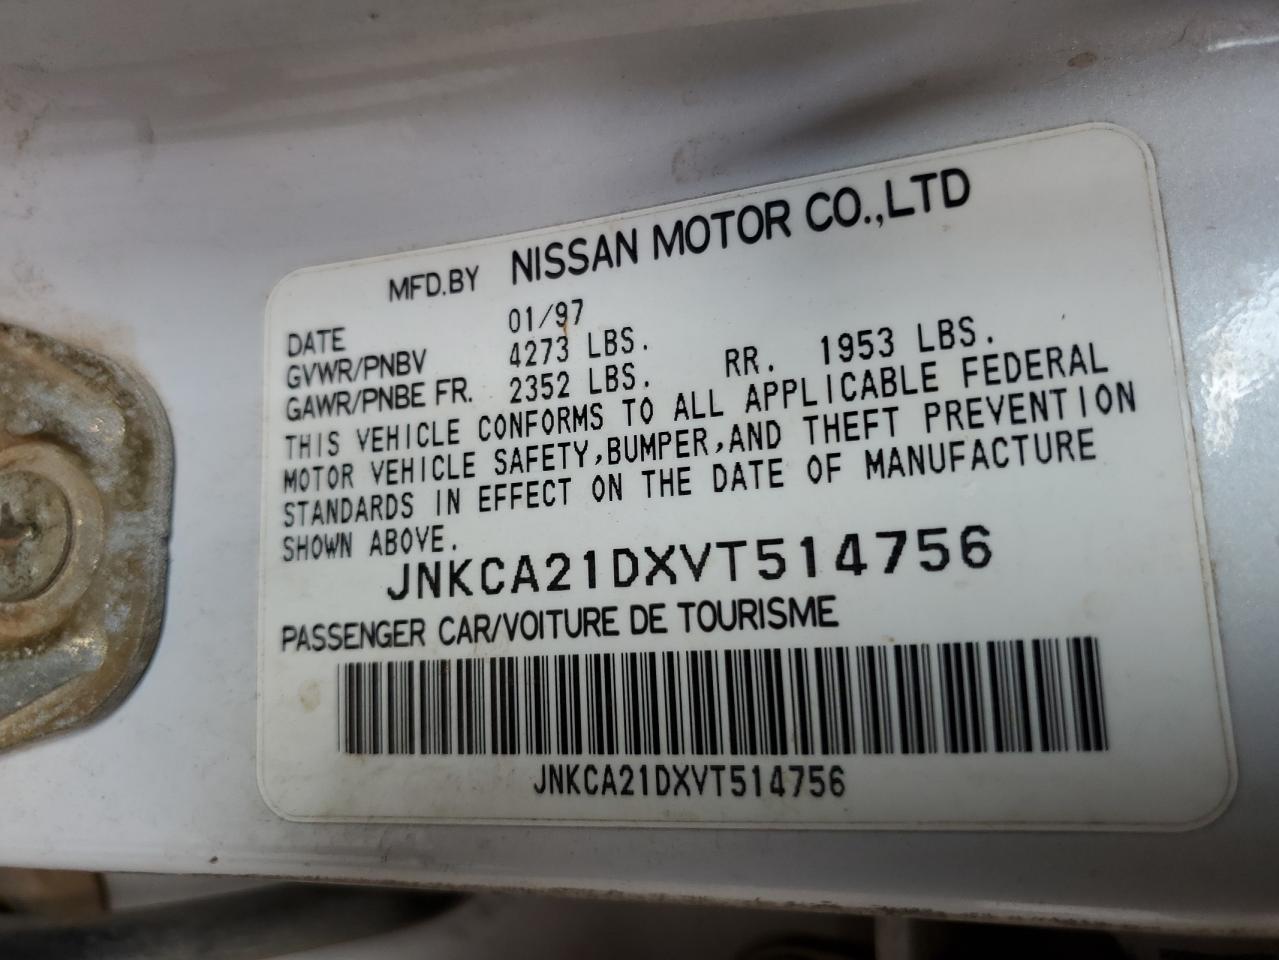 MFD.BY NISSAN MOTOR CO.,LTD
DATE 01/97
GVWR/PNBV 4273 LBS.
GAWR/PNBE FR. 2352 LBS. RR. 1953 LBS.
THIS VEHICLE CONFORMS TO ALL APPLICABLE FEDERAL
MOTOR VEHICLE SAFETY,BUMPER,AND THEFT PREVENTION
STANDARDS IN EFFECT ON THE DATE OF MANUFACTURE
SHOWN ABOVE.
JNKCA21DXVT514756
PASSENGER CAR/VOITURE DE TOURISME
JNKCA21DXVT514756